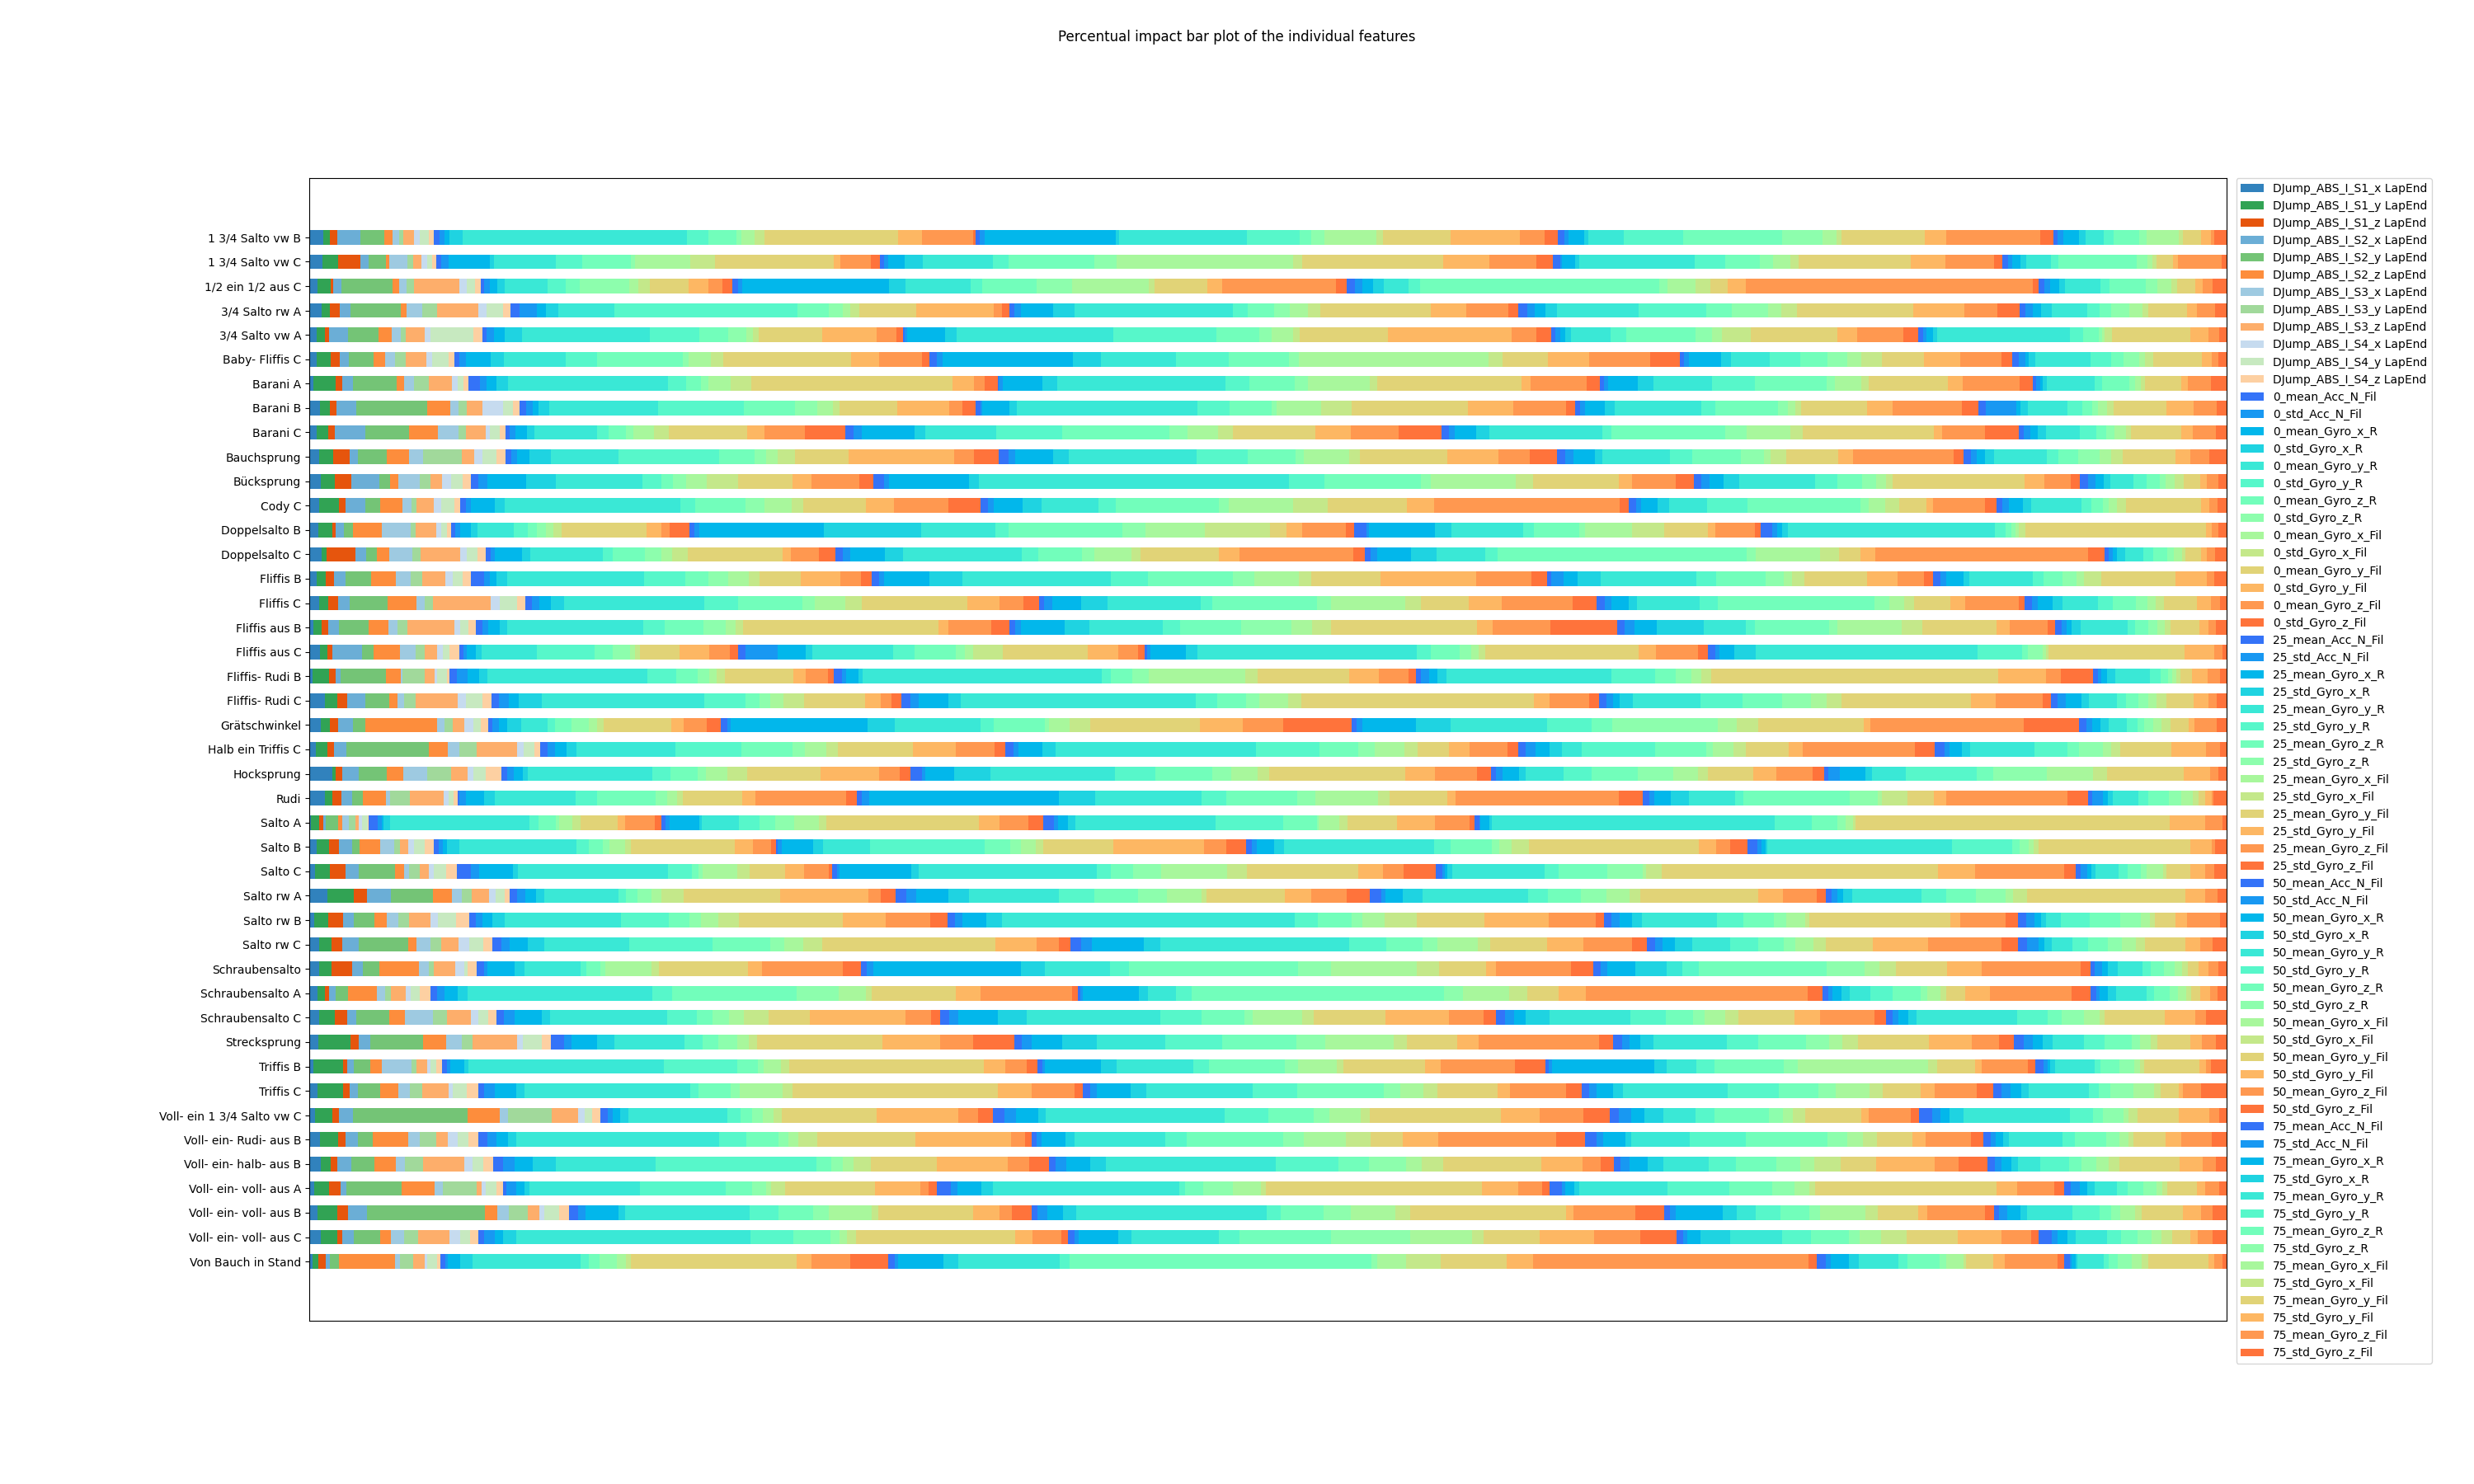 Percentual impact bar plot of the individual features
1 3/4 Salto vw B
1 3/4 Salto vw C
1/2 ein 1/2 aus C
3/4 Salto rw A
3/4 Salto vw A
Baby- Fliffis C
Barani A
Barani B
Barani C
Bauchsprung
Bücksprung
Cody C
Doppelsalto B
Doppelsalto C
Fliffis B
Fliffis C
Fliffis aus B
Fliffis aus C
Fliffis- Rudi B
Fliffis- Rudi C
Grätschwinkel
Halb ein Triffis C
Hocksprung
Rudi
Salto A
Salto B
Salto C
Salto rw A
Salto rw B
Salto rw C
Schraubensalto
Schraubensalto A
Schraubensalto C
Strecksprung
Triffis B
Triffis C
Voll- ein 1 3/4 Salto vw C
Voll- ein- Rudi- aus B
Voll- ein- halb- aus B
Voll- ein- voll- aus A
Voll- ein- voll- aus B
Voll- ein- voll- aus C
Von Bauch in Stand
DJump_ABS_I_S1_x LapEnd
DJump_ABS_I_S1_y LapEnd
DJump_ABS_I_S1_z LapEnd
DJump_ABS_I_S2_x LapEnd
DJump_ABS_I_S2_y LapEnd
DJump_ABS_I_S2_z LapEnd
DJump_ABS_I_S3_x LapEnd
DJump_ABS_I_S3_y LapEnd
DJump_ABS_I_S3_z LapEnd
DJump_ABS_I_S4_x LapEnd
DJump_ABS_I_S4_y LapEnd
DJump_ABS_I_S4_z LapEnd
0_mean_Acc_N_Fil
0_std_Acc_N_Fil
0_mean_Gyro_x_R
0_std_Gyro_x_R
0_mean_Gyro_y_R
0_std_Gyro_y_R
0_mean_Gyro_z_R
0_std_Gyro_z_R
0_mean_Gyro_x_Fil
0_std_Gyro_x_Fil
0_mean_Gyro_y_Fil
0_std_Gyro_y_Fil
0_mean_Gyro_z_Fil
0_std_Gyro_z_Fil
25_mean_Acc_N_Fil
25_std_Acc_N_Fil
25_mean_Gyro_x_R
25_std_Gyro_x_R
25_mean_Gyro_y_R
25_std_Gyro_y_R
25_mean_Gyro_z_R
25_std_Gyro_z_R
25_mean_Gyro_x_Fil
25_std_Gyro_x_Fil
25_mean_Gyro_y_Fil
25_std_Gyro_y_Fil
25_mean_Gyro_z_Fil
25_std_Gyro_z_Fil
50_mean_Acc_N_Fil
50_std_Acc_N_Fil
50_mean_Gyro_x_R
50_std_Gyro_x_R
50_mean_Gyro_y_R
50_std_Gyro_y_R
50_mean_Gyro_z_R
50_std_Gyro_z_R
50_mean_Gyro_x_Fil
50_std_Gyro_x_Fil
50_mean_Gyro_y_Fil
50_std_Gyro_y_Fil
50_mean_Gyro_z_Fil
50_std_Gyro_z_Fil
75_mean_Acc_N_Fil
75_std_Acc_N_Fil
75_mean_Gyro_x_R
75_std_Gyro_x_R
75_mean_Gyro_y_R
75_std_Gyro_y_R
75_mean_Gyro_z_R
75_std_Gyro_z_R
75_mean_Gyro_x_Fil
75_std_Gyro_x_Fil
75_mean_Gyro_y_Fil
75_std_Gyro_y_Fil
75_mean_Gyro_z_Fil
75_std_Gyro_z_Fil